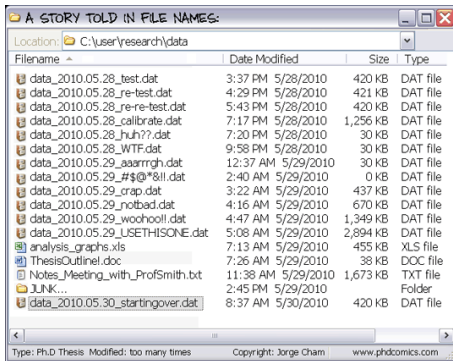 A STORY TOLD IN FILE NAMES:
Location: C:\user\research\data
Filename Date Modified Size Type
data_2010.05.28_test.dat 3:37 PM 5/28/2010 420 KB DAT file
data_2010.05.28_re-test.dat 4:29 PM 5/28/2010 421 KB DAT file
data_2010.05.28_re-re-test.dat 5:43 PM 5/28/2010 420 KB DAT file
data_2010.05.28_calibrate.dat 7:17 PM 5/28/2010 1,256 KB DAT file
data_2010.05.28_huh??.dat 7:20 PM 5/28/2010 30 KB DAT file
data_2010.05.28_WTF.dat 9:58 PM 5/28/2010 30 KB DAT file
data_2010.05.29_aaarrrgh.dat 12:37 AM 5/29/2010 30 KB DAT file
data_2010.05.29_#$@*&!!.dat 2:40 AM 5/29/2010 0 KB DAT file
data_2010.05.29_crap.dat 3:22 AM 5/29/2010 437 KB DAT file
data_2010.05.29_notbad.dat 4:16 AM 5/29/2010 670 KB DAT file
data_2010.05.29_woohoo!!.dat 4:47 AM 5/29/2010 1,349 KB DAT file
data_2010.05.29_USETHISONE.dat 5:08 AM 5/29/2010 2,894 KB DAT file
analysis_graphs.xls 7:13 AM 5/29/2010 455 KB XLS file
ThesisOutline!.doc 7:26 AM 5/29/2010 38 KB DOC file
Notes_Meeting_with_ProfSmith.txt 11:38 AM 5/29/2010 1,673 KB TXT file
JUNK... 2:45 PM 5/29/2010 Folder
data_2010.05.30_startingover.dat 8:37 AM 5/30/2010 420 KB DAT file
Type: Ph.D Thesis Modified: too many times Copyright: Jorge Cham www.phdcomics.com